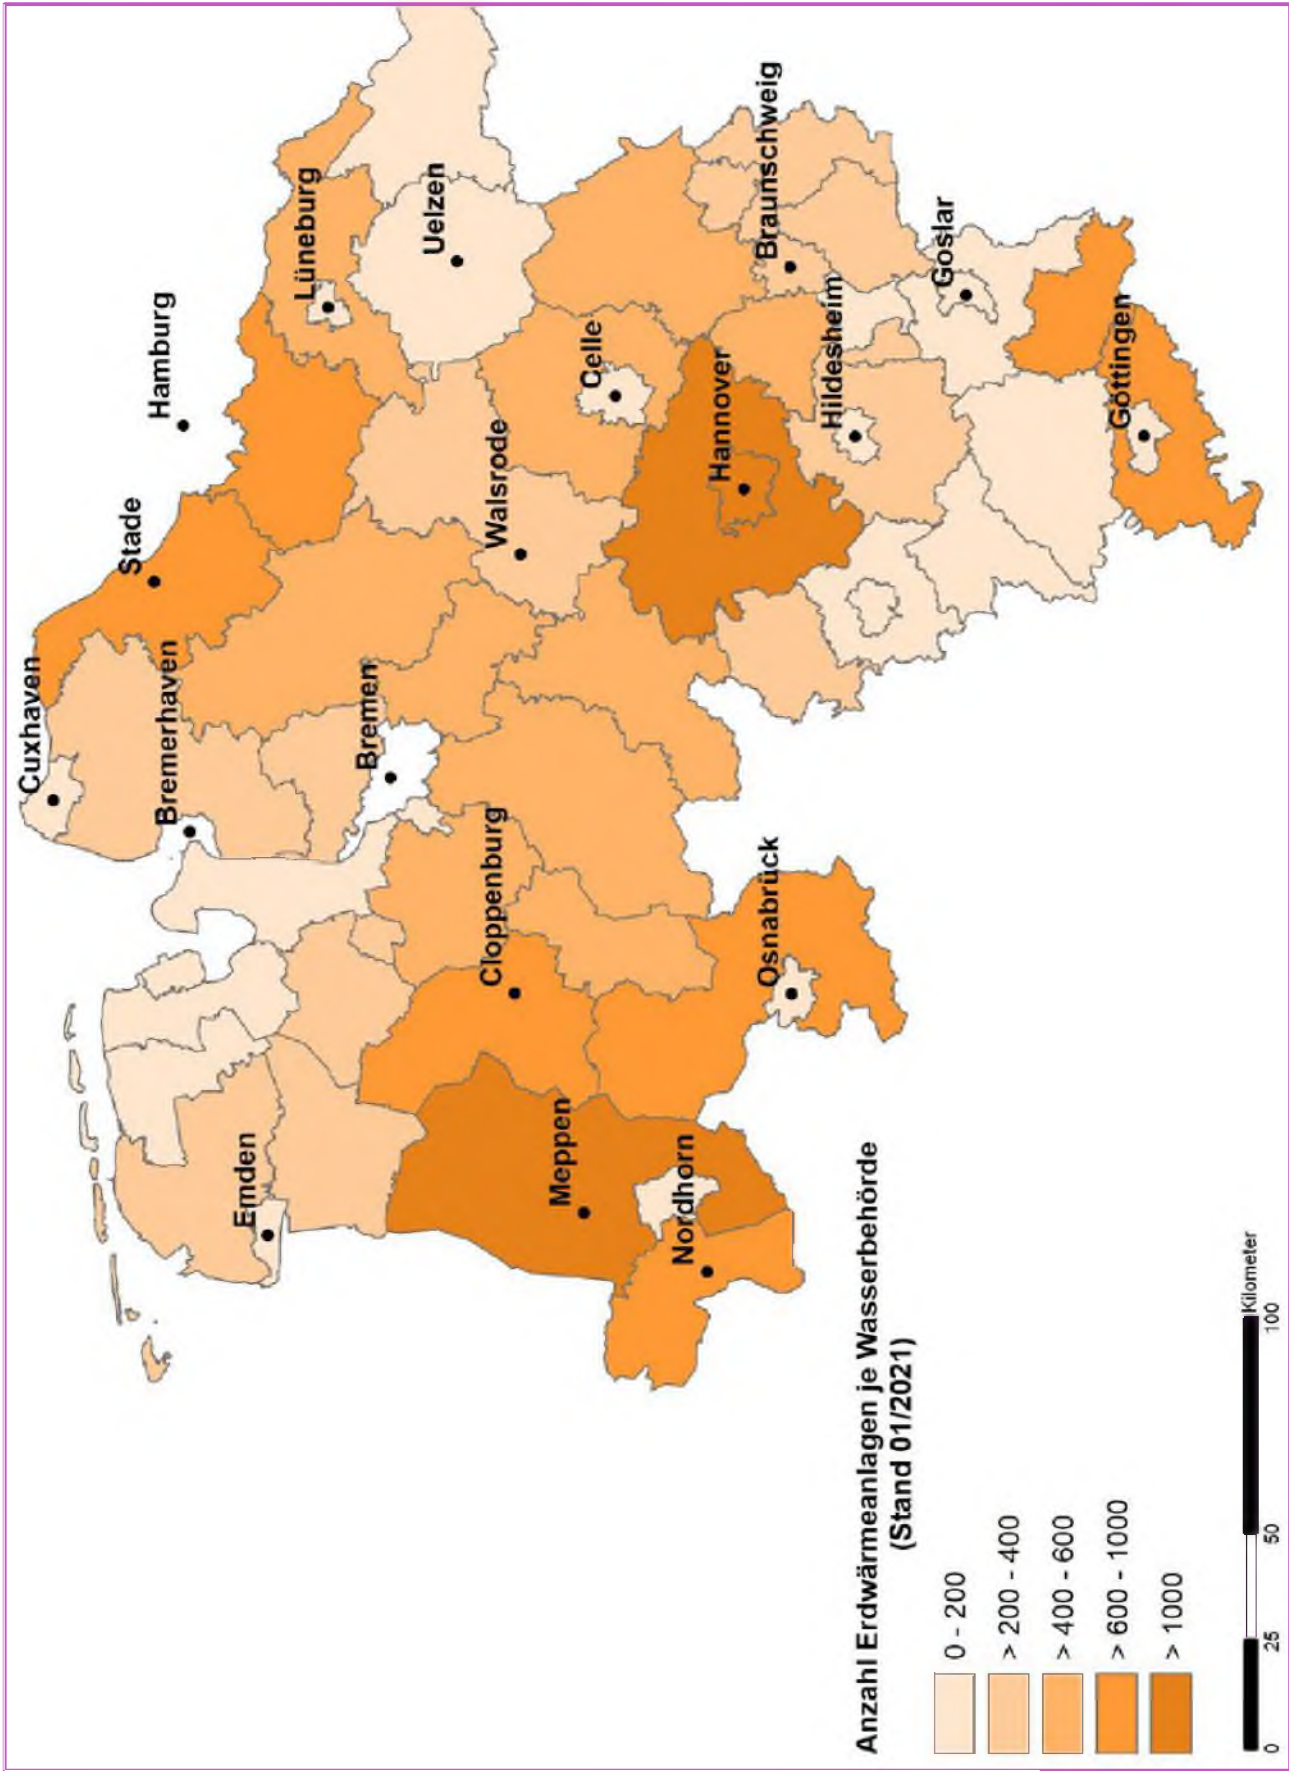 Cuxhaven
Stade
Hamburg
Bremerhaven
Lüneburg
Emden
Bremen
Uelzen
Cloppenburg
Walsrode
Celle
Meppen
Nordhorn
Hannover
Braunschweig
Osnabrück
Hildesheim
Goslar
Göttingen
Anzahl Erdwärmeanlagen je Wasserbehörde
(Stand 01/2021)
0 - 200
> 200 - 400
> 400 - 600
> 600 - 1000
> 1000
0 25 50 100
Kilometer